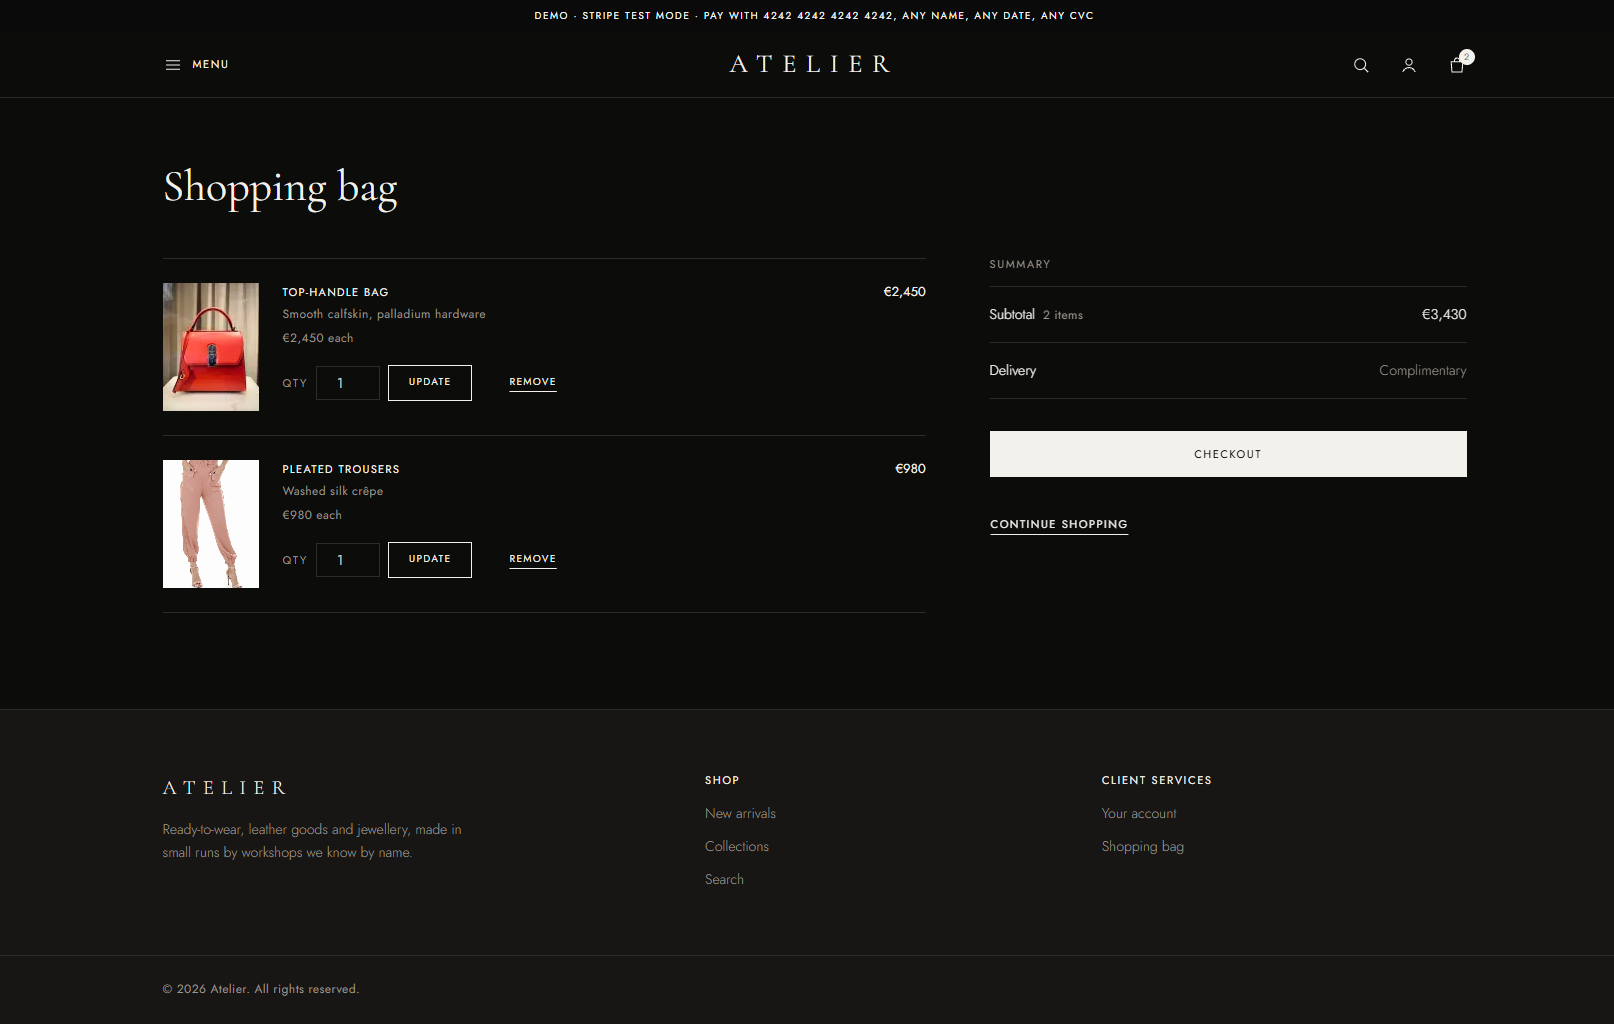 DEMO · STRIPE TEST MODE · PAY WITH 4242 4242 4242 4242, ANY NAME, ANY DATE, ANY CVC
MENU
ATELIER
2
Shopping bag
TOP-HANDLE BAG
€2,450
Smooth calfskin, palladium hardware
€2,450 each
QTY 1 UPDATE REMOVE
PLEATED TROUSERS
€980
Washed silk crêpe
€980 each
QTY 1 UPDATE REMOVE
SUMMARY
Subtotal 2 items €3,430
Delivery Complimentary
CHECKOUT
CONTINUE SHOPPING
ATELIER
Ready-to-wear, leather goods and jewellery, made in
small runs by workshops we know by name.
SHOP
New arrivals
Collections
Search
CLIENT SERVICES
Your account
Shopping bag
© 2026 Atelier. All rights reserved.